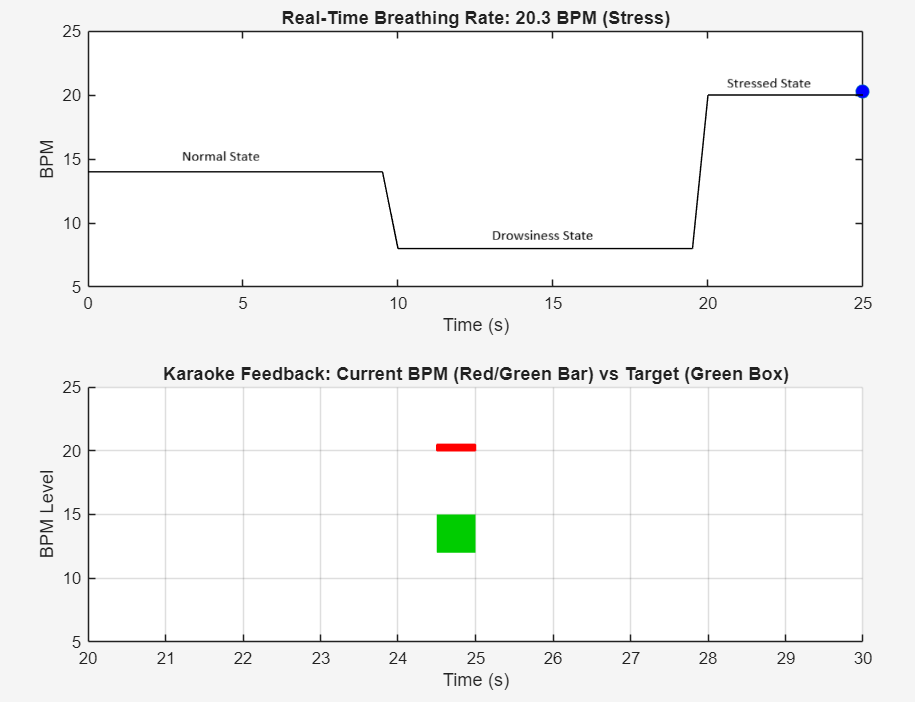 Real-Time Breathing Rate: 20.3 BPM (Stress)
25
20
15
10
5
BPM
Normal State
Drowsiness State
Stressed State
0 5 10 15 20 25
Time (s)
Karaoke Feedback: Current BPM (Red/Green Bar) vs Target (Green Box)
25
20
15
10
5
BPM Level
20 21 22 23 24 25 26 27 28 29 30
Time (s)